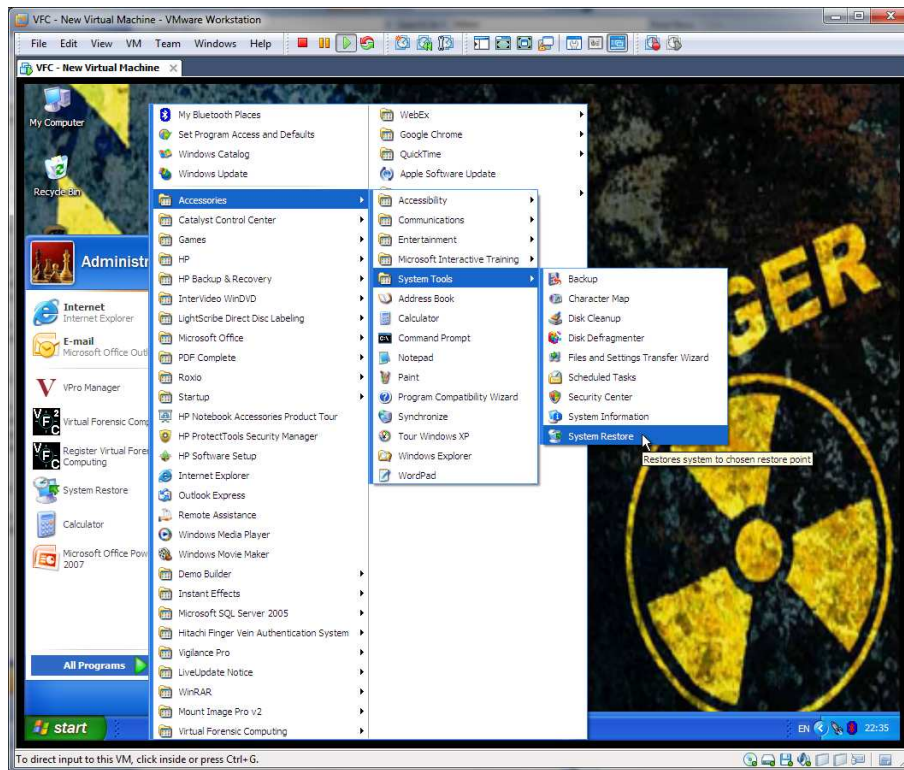 VFC - New Virtual Machine - VMware Workstation
File Edit View VM Team Windows Help
VFC - New Virtual Machine
My Computer
Recycle Bin
Administr
Internet
Internet Explorer
E-mail
Microsoft Office Out
VPro Manager
Virtual Forensic Comp
Register Virtual Foren
Computing
System Restore
Calculator
Microsoft Office Pow
2007
All Programs
start
My Bluetooth Places
Set Program Access and Defaults
Windows Catalog
Windows Update
Accessories
Catalyst Control Center
Games
HP
HP Backup & Recovery
InterVideo WinDVD
LightScribe Direct Disc Labeling
Microsoft Office
PDF Complete
Roxio
Startup
HP Notebook Accessories Product Tour
HP ProtectTools Security Manager
HP Software Setup
Internet Explorer
Outlook Express
Remote Assistance
Windows Media Player
Windows Movie Maker
Demo Builder
Instant Effects
Microsoft SQL Server 2005
Hitachi Finger Vein Authentication System
Vigilance Pro
LiveUpdate Notice
WinRAR
Mount Image Pro v2
Virtual Forensic Computing
WebEx
Google Chrome
QuickTime
Apple Software Update
Accessibility
Communications
Entertainment
Microsoft Interactive Training
System Tools
Address Book
Calculator
Command Prompt
Notepad
Paint
Program Compatibility Wizard
Synchronize
Tour Windows XP
Windows Explorer
WordPad
Backup
Character Map
Disk Cleanup
Disk Defragmenter
Files and Settings Transfer Wizard
Scheduled Tasks
Security Center
System Information
System Restore
Restores system to chosen restore point
GER
EN
22:35
To direct input to this VM, click inside or press Ctrl+G.